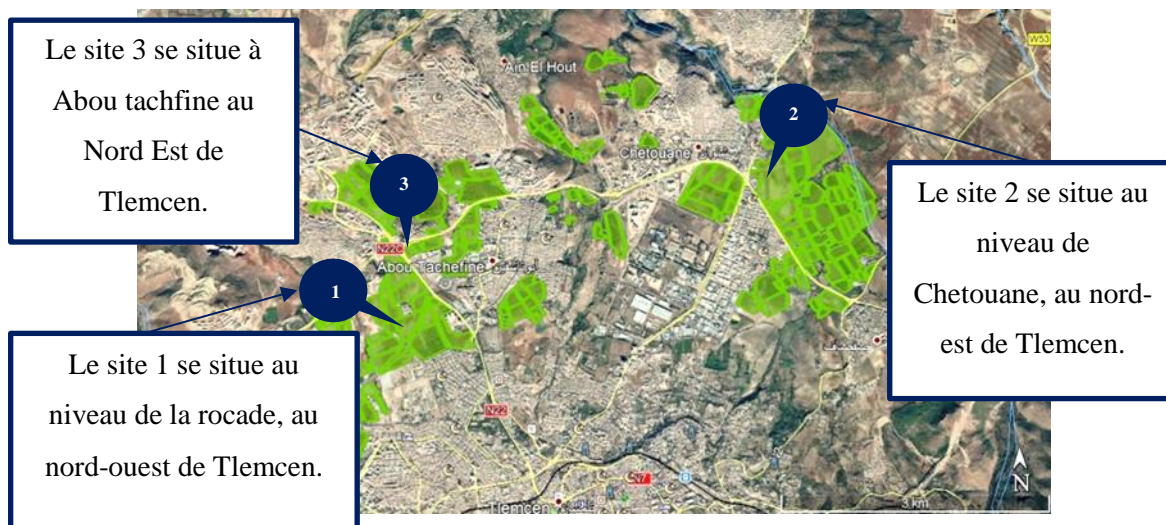 Le site 3 se situe à
Abou tachfine au
Nord Est de
Tlemcen.
Ain El Hout
W53
2
Chetouane
3
Le site 2 se situe au
niveau de
Chetouane, au nord-
est de Tlemcen.
N22C
Abou Tachefine
1
Le site 1 se situe au
niveau de la rocade, au
nord-ouest de Tlemcen.
N22
N7
Tlemcen
N
3 km